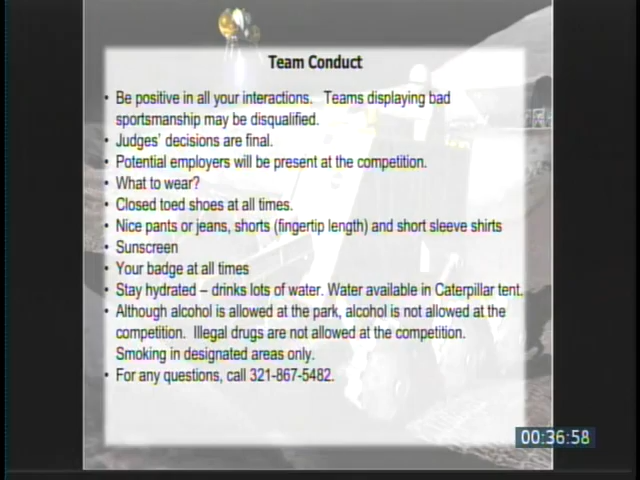 Team Conduct
• Be positive in all your interactions. Teams displaying bad
sportsmanship may be disqualified.
• Judges' decisions are final.
• Potential employers will be present at the competition.
• What to wear?
• Closed toed shoes at all times.
• Nice pants or jeans, shorts (fingertip length) and short sleeve shirts
• Sunscreen
• Your badge at all times
• Stay hydrated – drinks lots of water. Water available in Caterpillar tent.
• Although alcohol is allowed at the park, alcohol is not allowed at the
competition. Illegal drugs are not allowed at the competition.
Smoking in designated areas only.
• For any questions, call 321-867-5482.
00:36:58